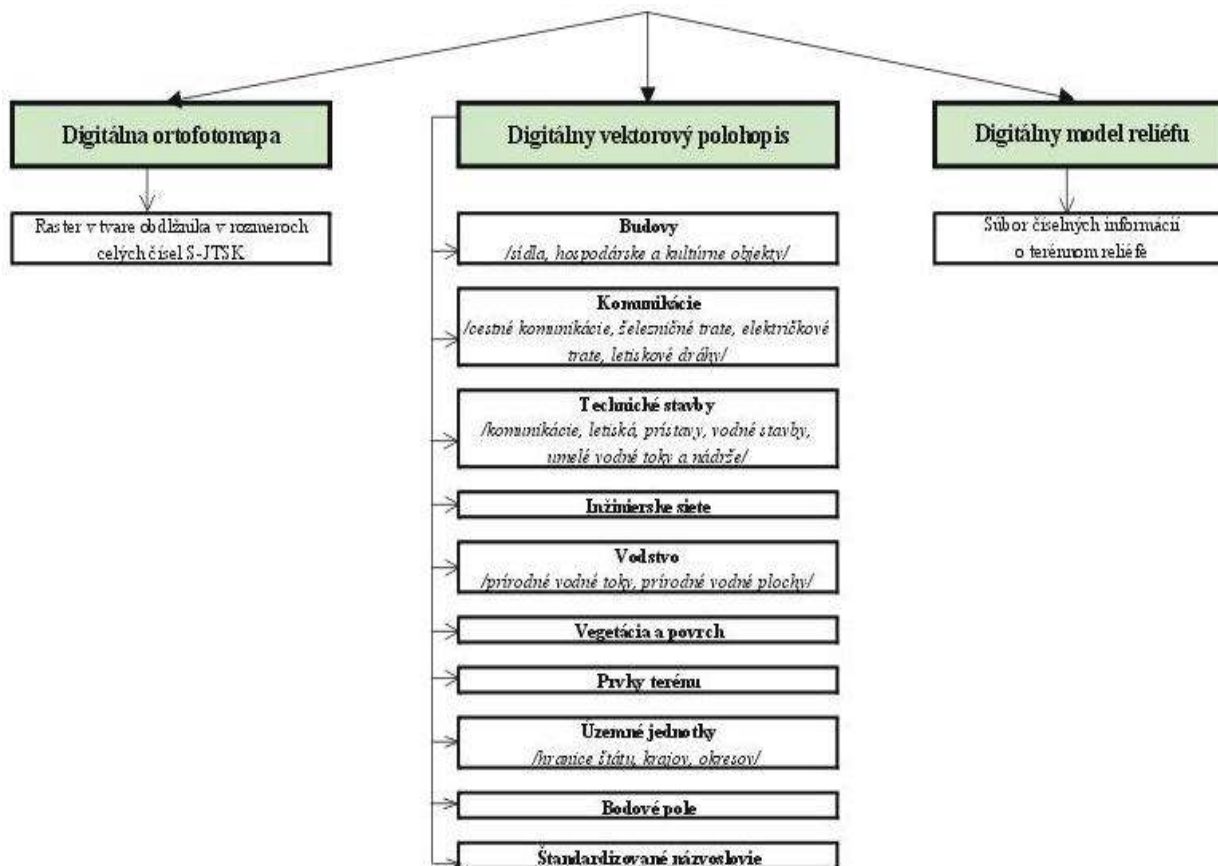 Digitálna ortofotomapa
Raster v tvare obdĺžnika v rozmeroch
celých čísel S-JTSK
Digitálny vektorový polohopis
Budovy
/sídla, hospodárske a kultúrne objekty/
Komunikácie
/cestné komunikácie, železničné trate, električkové
trate, letiskové dráhy/
Technické stavby
/komunikácie, letiská, prístavy, vodné stavby,
umelé vodné toky a nádrže/
Inžinierske siete
Vodstvo
/prírodné vodné toky, prírodné vodné plochy/
Vegetácia a povrch
Prvky terénu
Územné jednotky
/hranice štátu, krajov, okresov/
Bodové pole
Štandardizované názvoslovie
Digitálny model reliéfu
Súbor číselných informácií
o terénnom reliéfe